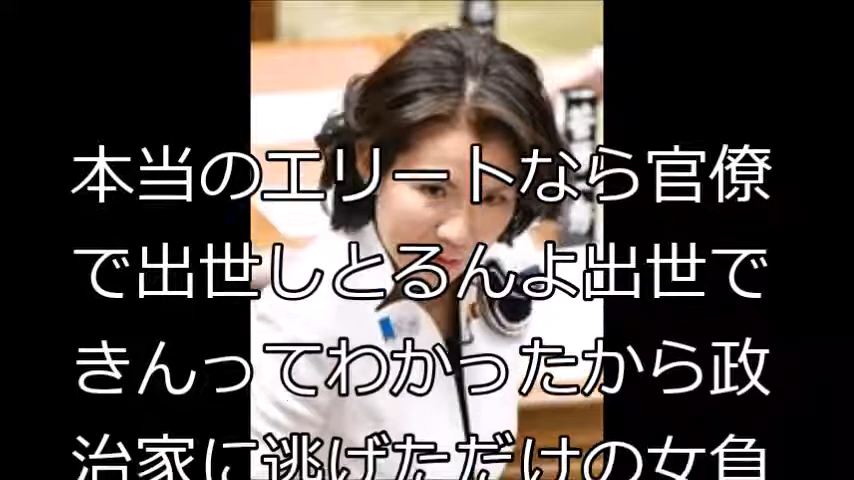 本当のエリートなら官僚
で出世しとるんよ出世で
きんってわかったから政
治家に逃げただけの女負